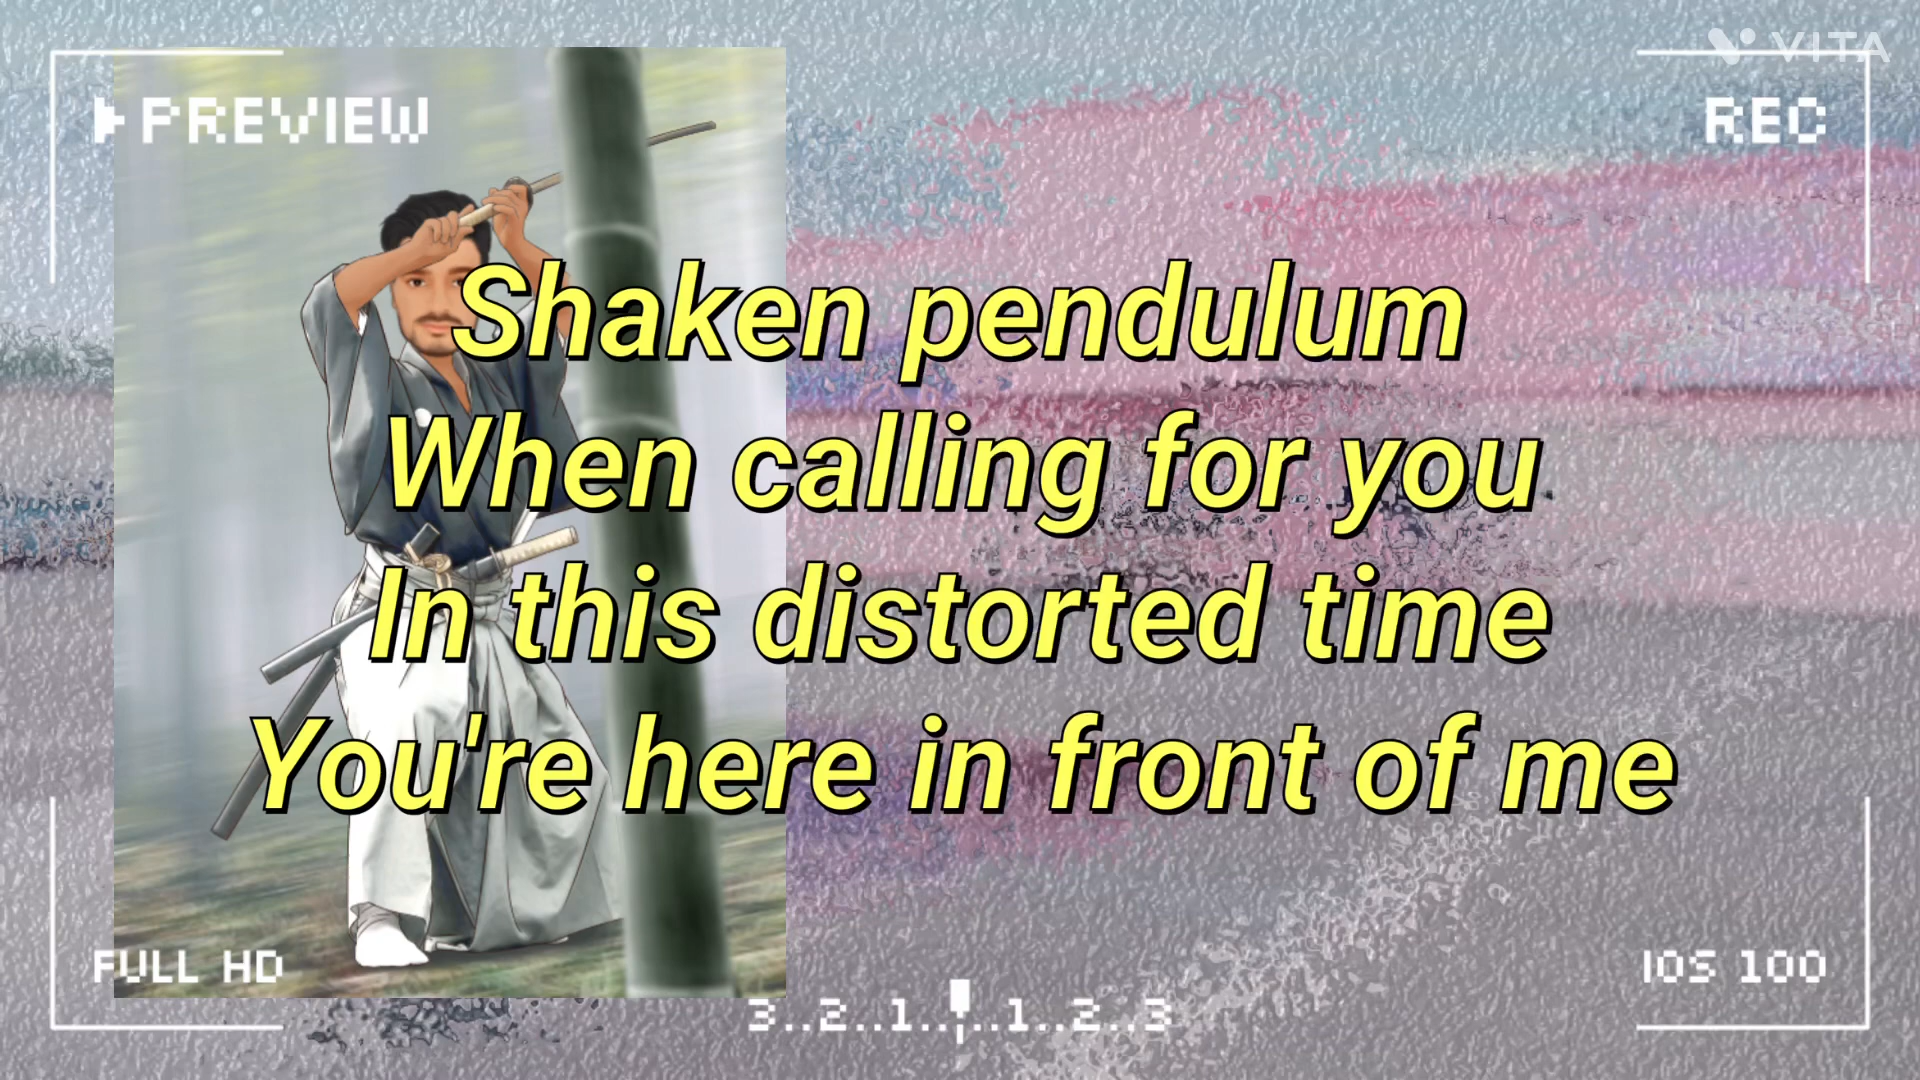 VITA
PREVIEW
REC
Shaken pendulum
When calling for you
In this distorted time
You're here in front of me
FULL HD
IOS 100
3..2..1.. ..1..2..3